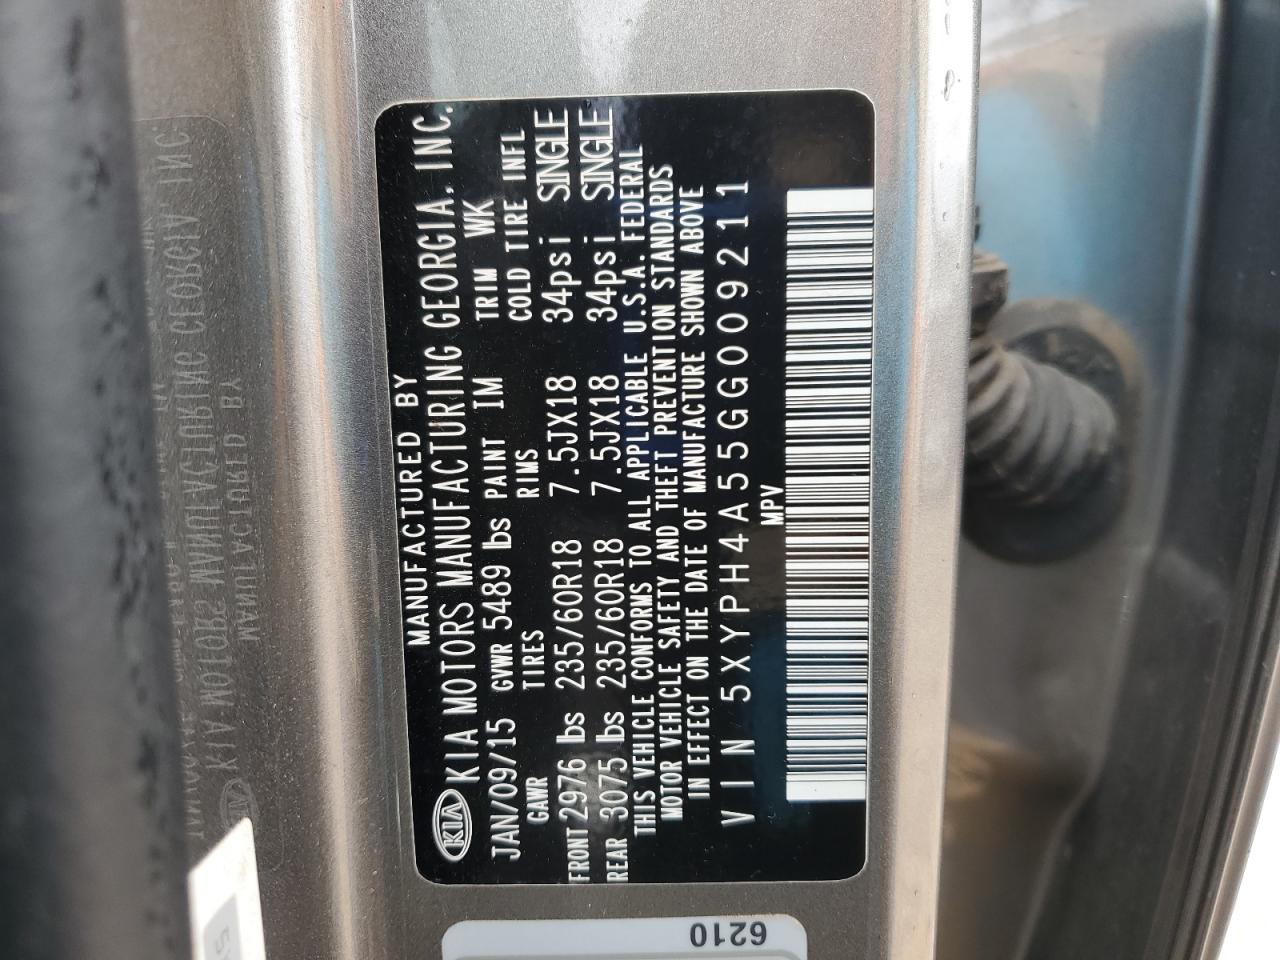 MANUFACTURED BY
KIA KIA MOTORS MANUFACTURING GEORGIA, INC.
JAN/09/15 GVWR 5489 lbs PAINT IM TRIM WK
GAWR TIRES RIMS COLD TIRE INFL
FRONT 2976 lbs 235/60R18 7.5JX18 34psi SINGLE
REAR 3075 lbs 235/60R18 7.5JX18 34psi SINGLE
THIS VEHICLE CONFORMS TO ALL APPLICABLE U.S.A. FEDERAL
MOTOR VEHICLE SAFETY AND THEFT PREVENTION STANDARDS
IN EFFECT ON THE DATE OF MANUFACTURE SHOWN ABOVE
VIN 5XYPH4A55GG009211
MPV
6210